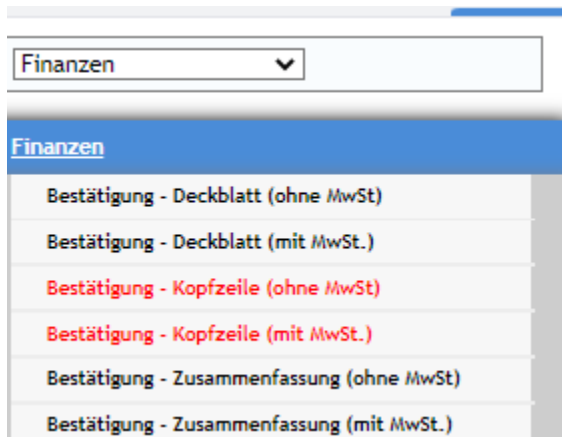 Finanzen
Finanzen
Bestätigung - Deckblatt (ohne MwSt)
Bestätigung - Deckblatt (mit MwSt.)
Bestätigung - Kopfzeile (ohne MwSt)
Bestätigung - Kopfzeile (mit MwSt.)
Bestätigung - Zusammenfassung (ohne MwSt)
Bestätigung - Zusammenfassung (mit MwSt.)